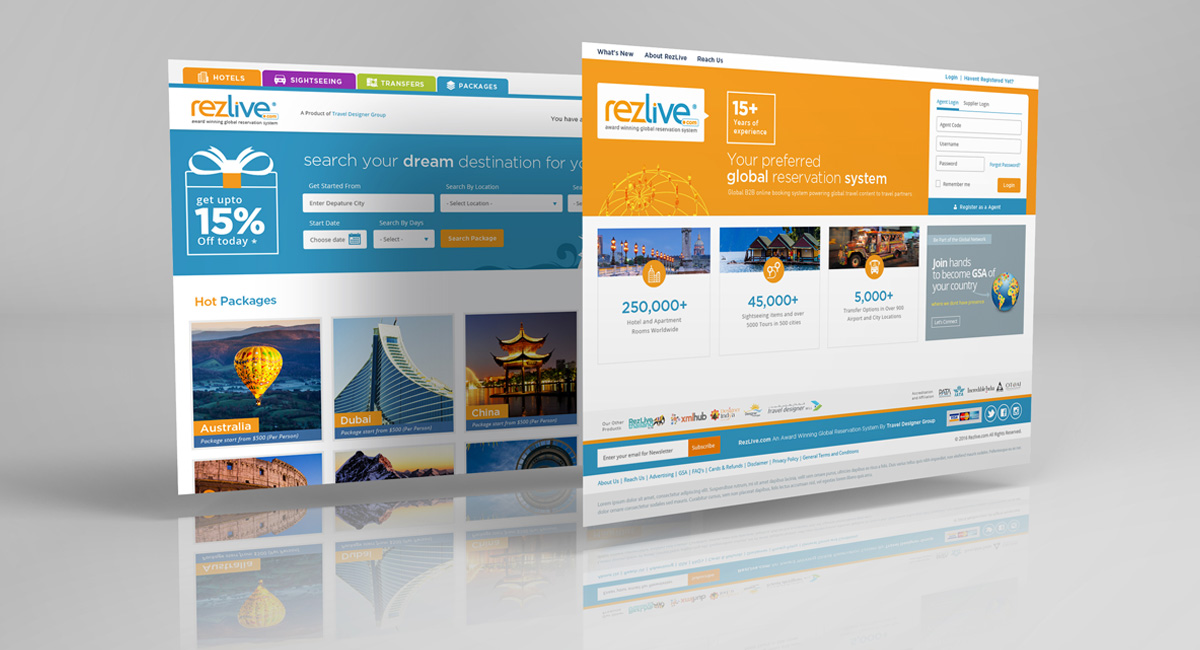 HOTELS
SIGHTSEEING
TRANSFERS
PACKAGES
rezlive®
.com
award winning global reservation system
A Product of Travel Designer Group
You have a
get upto
15%
Off today *
search your dream destination for yo
Get Started From
Enter Depature City
Search By Location
- Select Location -
Start Date
Choose date
Search By Days
- Select -
Search Package
Hot Packages
Australia
Package start from $500 (Per Person)
Dubai
Package start from $500 (Per Person)
China
Package start from $500 (Per Person)
What's New
About RezLive
Reach Us
Login | Havent Registered Yet?
rezlive®
.com
award winning global reservation system
15+
Years of
experience
Your preferred
global reservation system
Global B2B online booking system powering global travel content to travel partners
Agent Login
Supplier Login
Agent Code
Username
Password
Forgot Password?
Remember me
Login
Register as a Agent
250,000+
Hotel and Apartment
Rooms Worldwide
45,000+
Sightseeing items and over
5000 Tours in 500 cities
5,000+
Transfer Options in Over 900
Airport and City Locations
Be Part of the Global Network
Join hands
to become GSA of
your country
Let's Connect
Our Other
Products
RezLive
xmlhub
travel designer
Accreditation
and Affiliation
PATA
IATA
Incredible !ndia
OTOAI
Enter your email for Newsletter
Subscribe
RezLive.com An Award Winning Global Reservation System By Travel Designer Group
About Us | Reach Us | Advertising | GSA | FAQ's | Cards & Refunds | Disclaimer | Privacy Policy | General Terms and Conditions
© 2016 Rezlive.com All Rights Reserved.